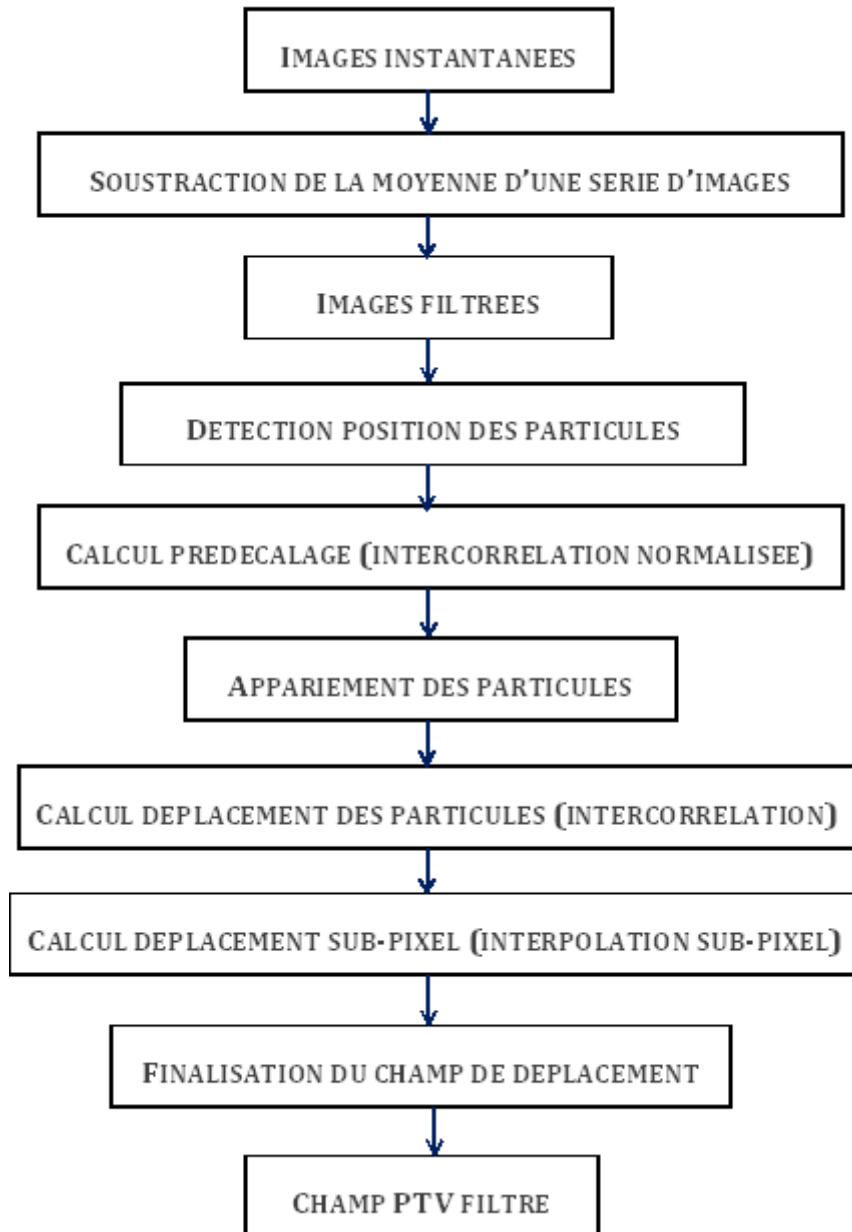 IMAGES INSTANTANEES
SOUSTRACTION DE LA MOYENNE D'UNE SERIE D'IMAGES
IMAGES FILTREES
DETECTION POSITION DES PARTICULES
CALCUL PREDECALAGE (INTERCORRELATION NORMALISEE)
APPARIEMENT DES PARTICULES
CALCUL DEPLACEMENT DES PARTICULES (INTERCORRELATION)
CALCUL DEPLACEMENT SUB-PIXEL (INTERPOLATION SUB-PIXEL)
FINALISATION DU CHAMP DE DEPLACEMENT
CHAMP PTV FILTRE